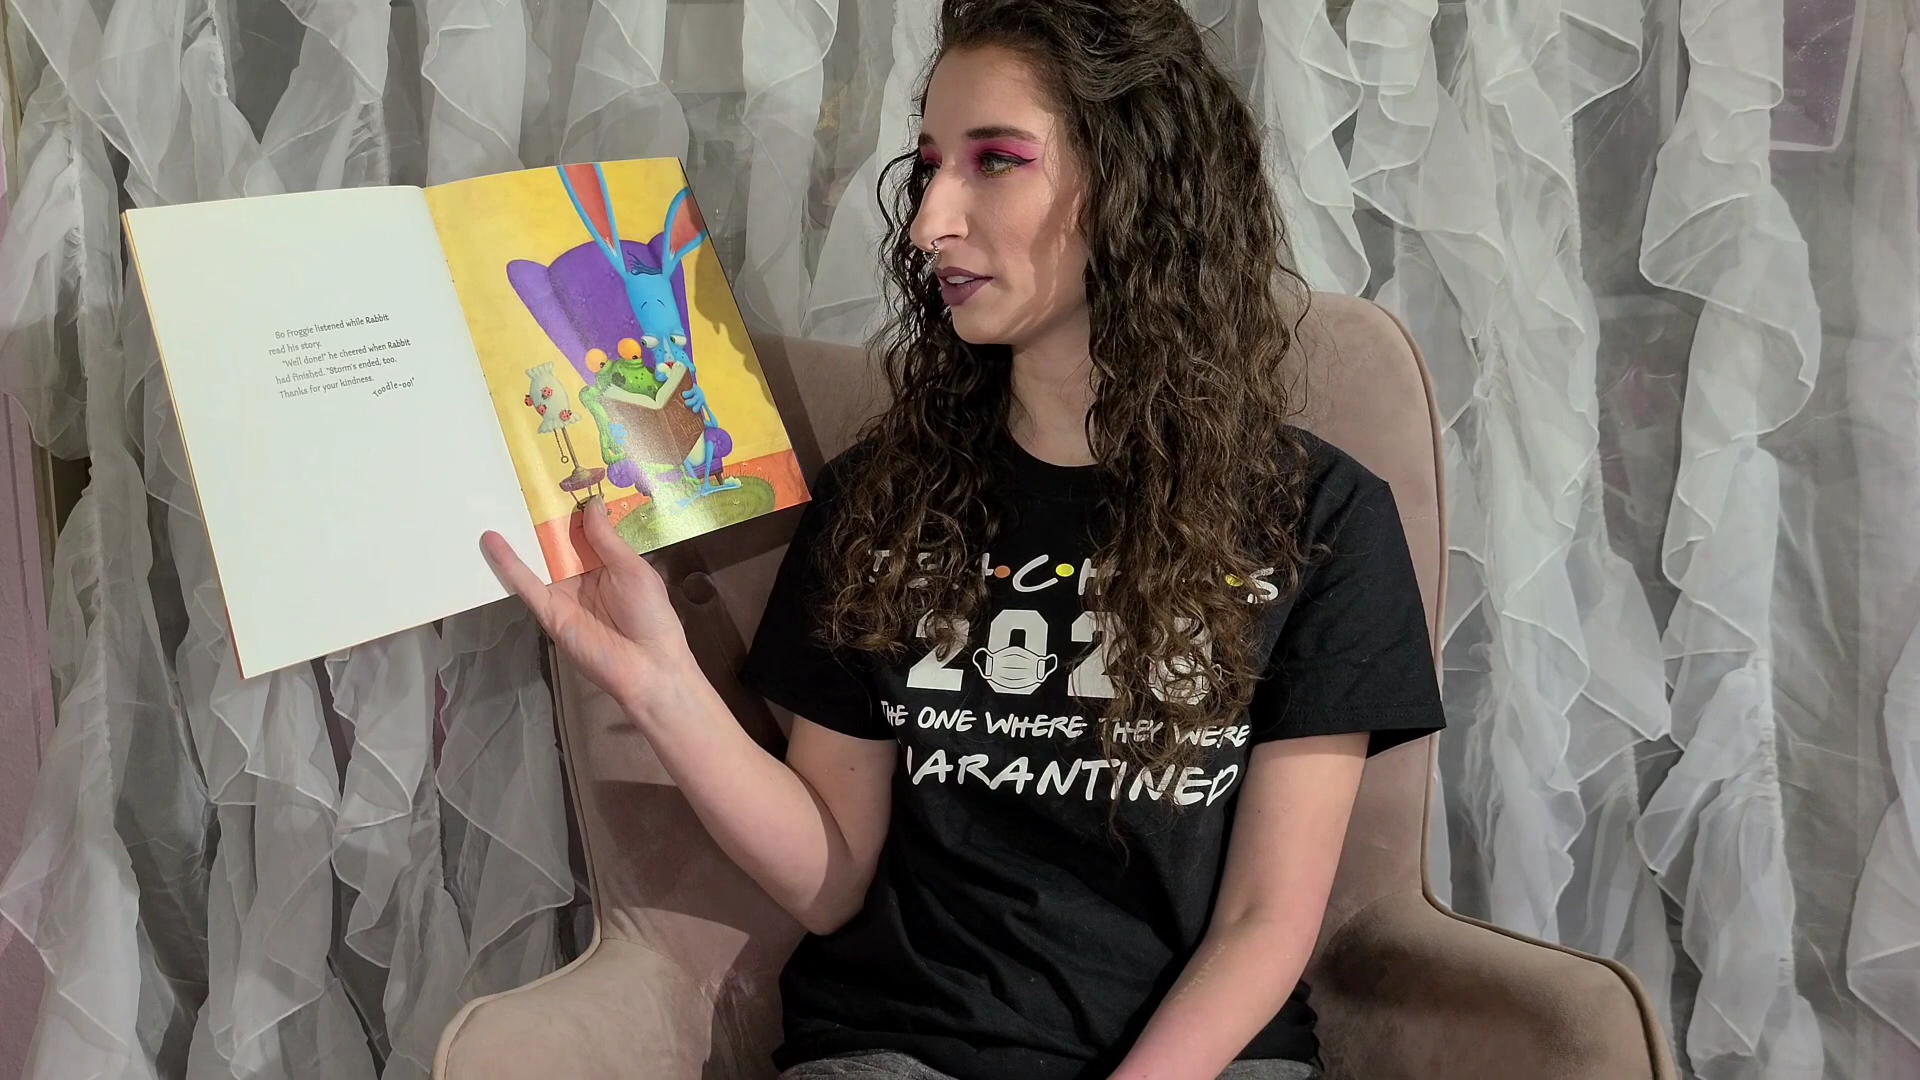 So Froggie listened while Rabbit
read his story.
"Well done!" he cheered when Rabbit
had finished. "Storm's ended, too.
Thanks for your kindness.
Toodle-oo!"
2020
THE ONE WHERE THEY WERE